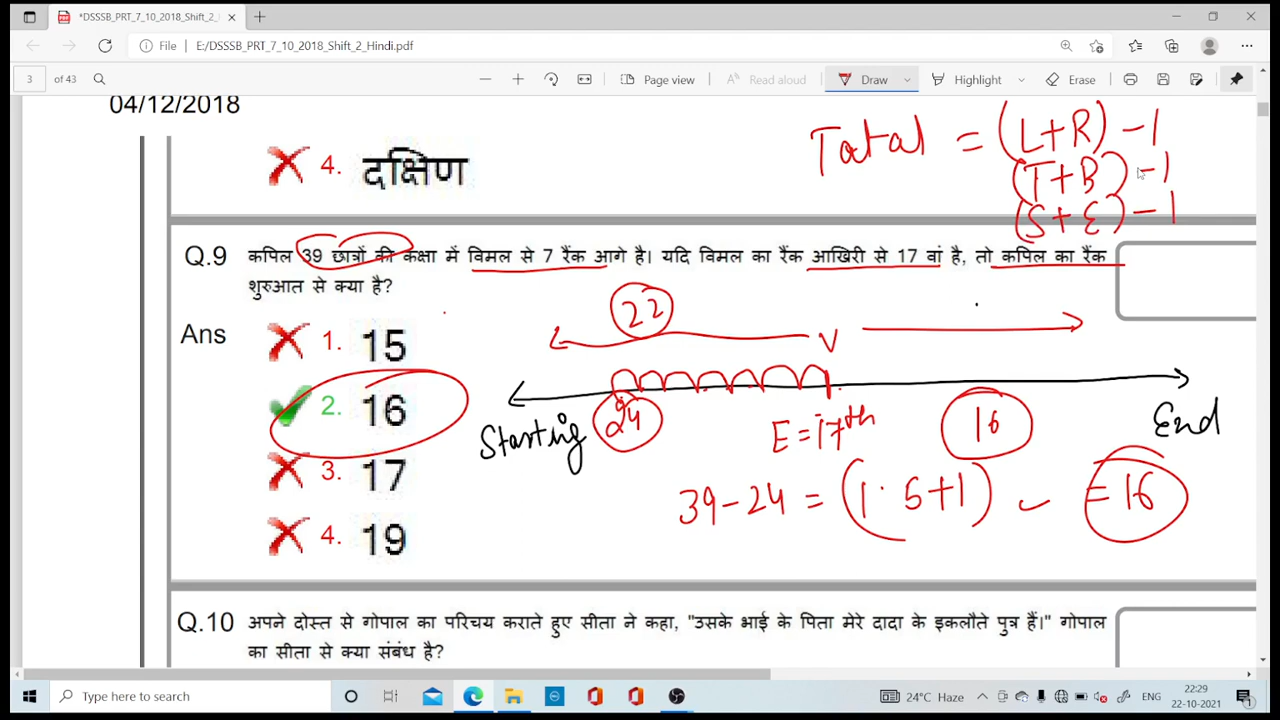 *DSSSB_PRT_7_10_2018_Shift_2_
File E:/DSSSB_PRT_7_10_2018_Shift_2_Hindi.pdf
3 of 43 Page view Read aloud Draw Highlight Erase
04/12/2018
4. दक्षिण
Total = (L+R) -1
(T+B) -1
(S+E) -1
Q.9 कपिल 39 छात्रों की कक्षा में विमल से 7 रैंक आगे है। यदि विमल का रैंक आखिरी से 17 वां है, तो कपिल का रैंक
शुरुआत से क्या है?
22
V
Ans
1. 15
2. 16
3. 17
4. 19
Starting 24 E=17th 16 End
39-24 = (1·5+1) = 16
Q.10 अपने दोस्त से गोपाल का परिचय कराते हुए सीता ने कहा, "उसके भाई के पिता मेरे दादा के इकलौते पुत्र हैं।" गोपाल
का सीता से क्या संबंध है?
Type here to search
24°C Haze
ENG
22:29
22-10-2021